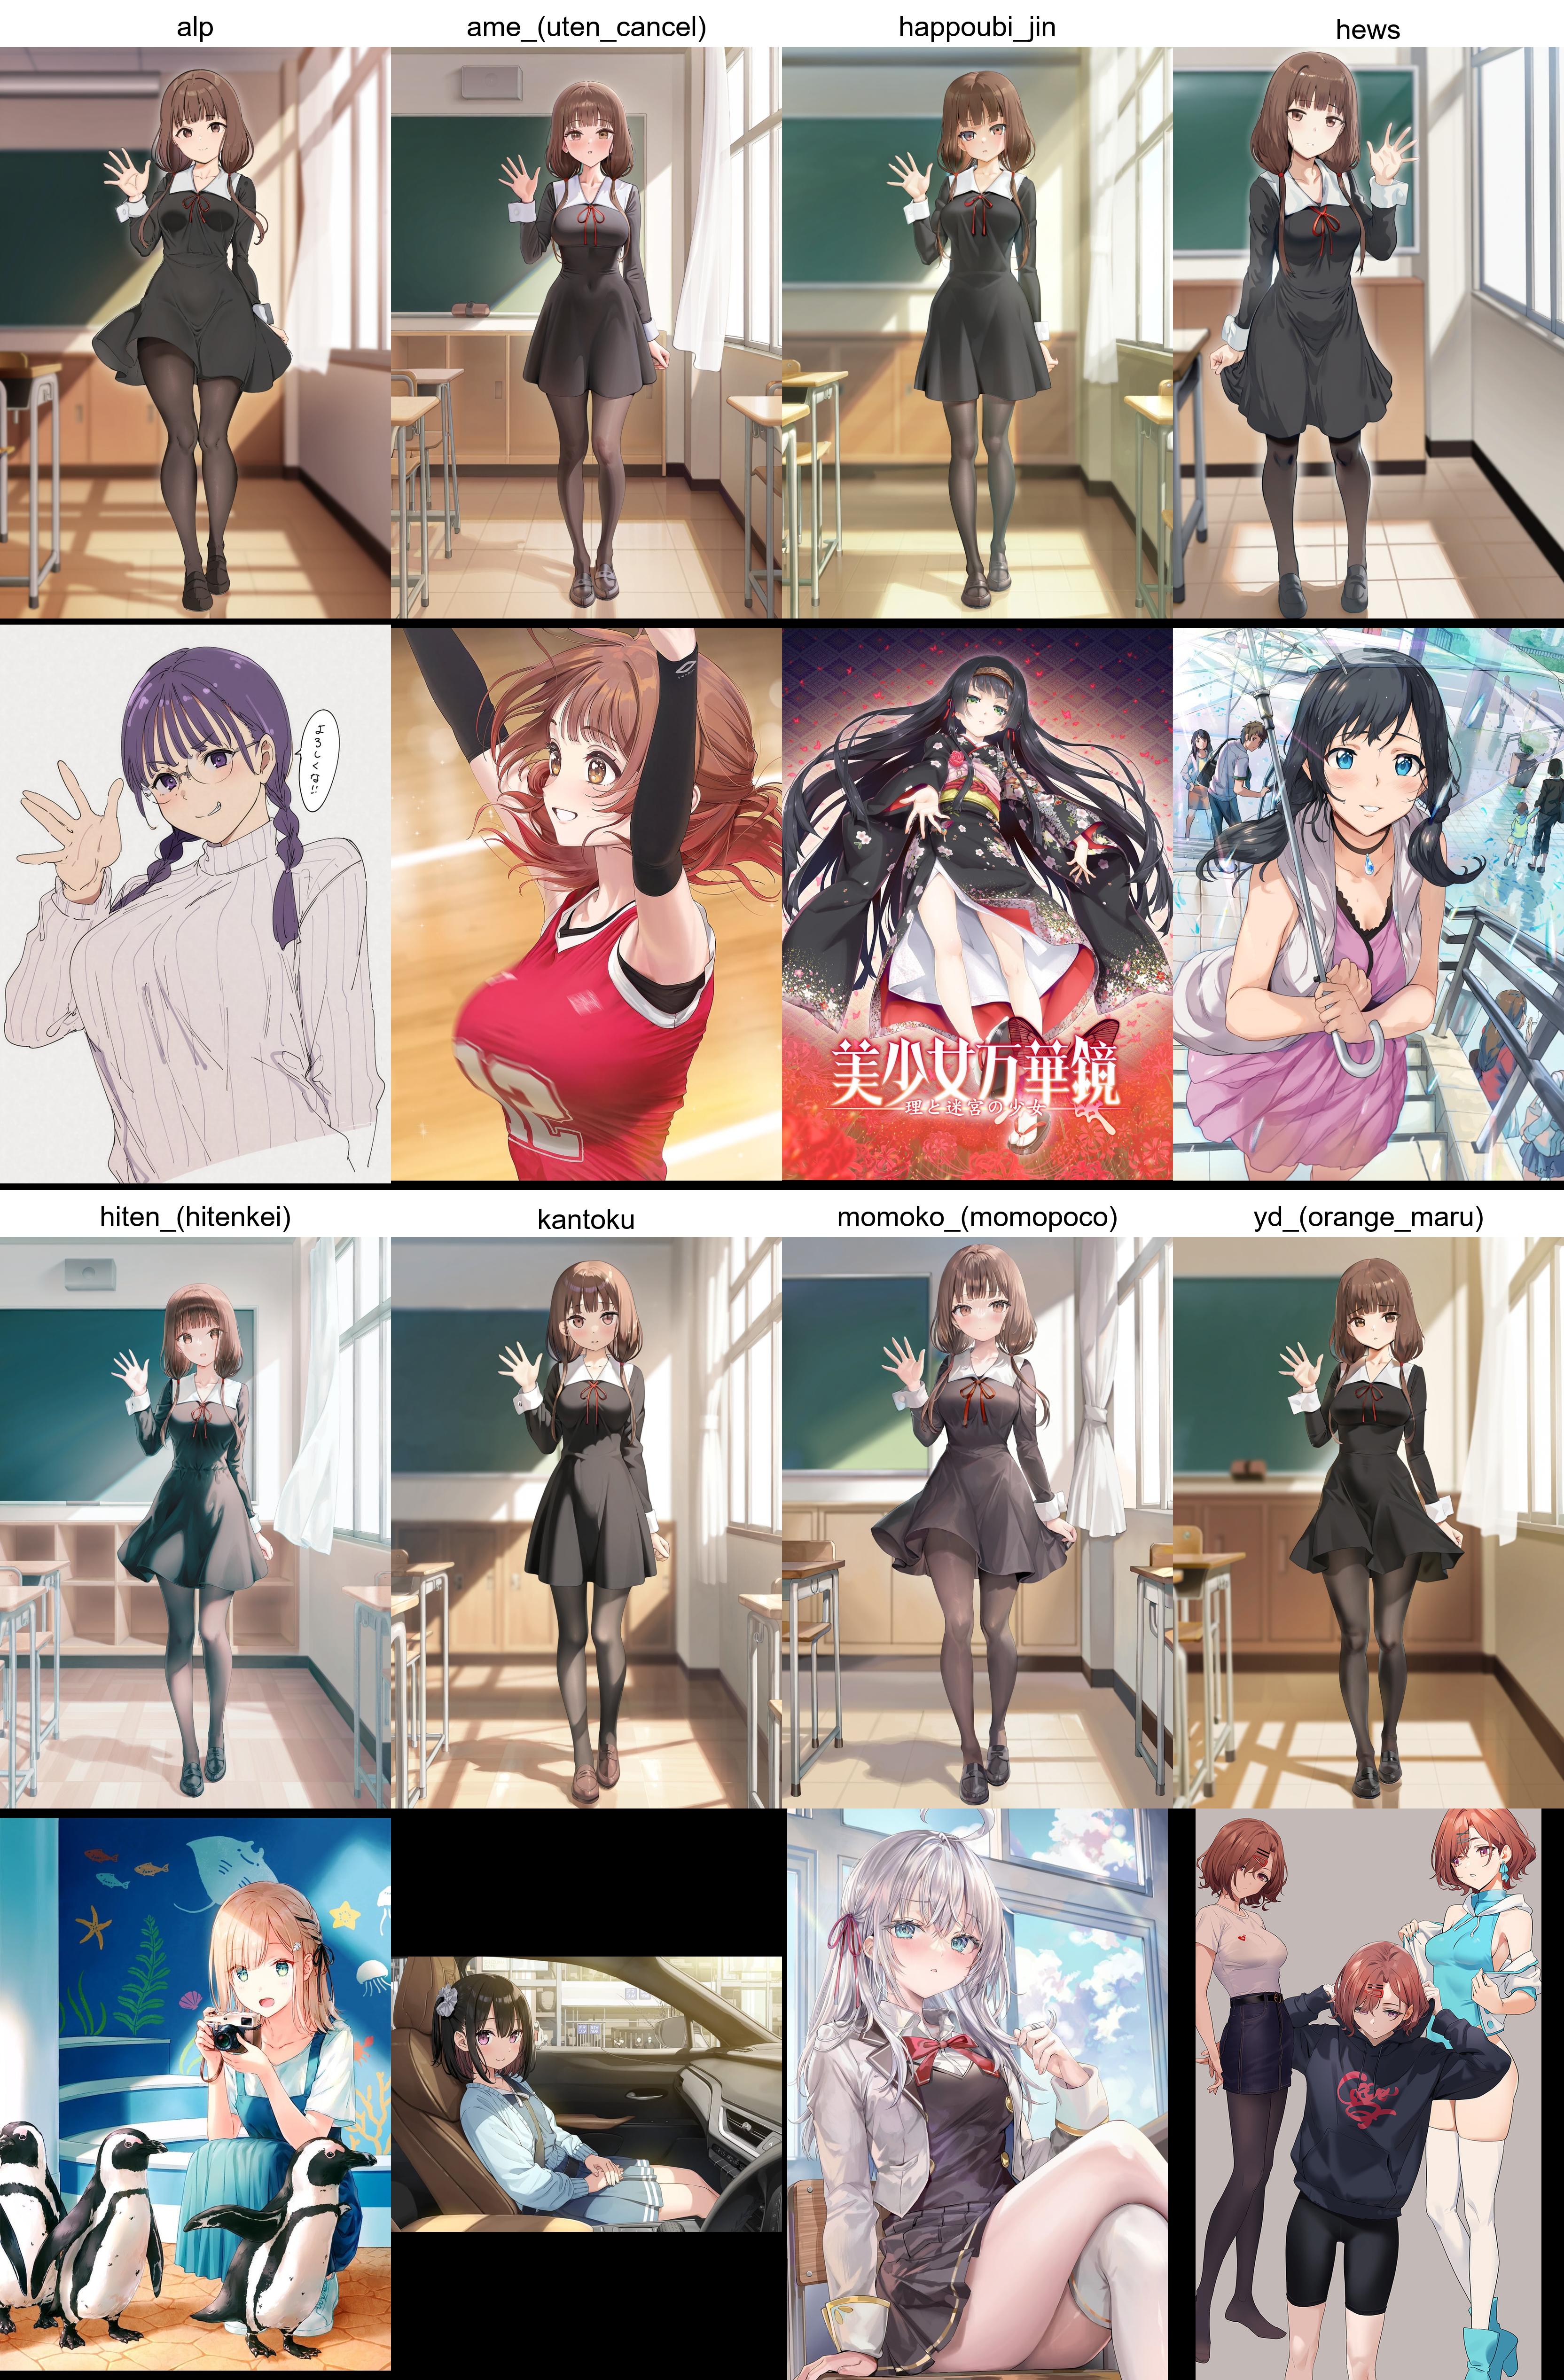 alp
ame_(uten_cancel)
happoubi_jin
hews
よろしくな!!
美少女万華鏡
理と迷宮の少女
hiten_(hitenkei)
kantoku
momoko_(momopoco)
yd_(orange_maru)